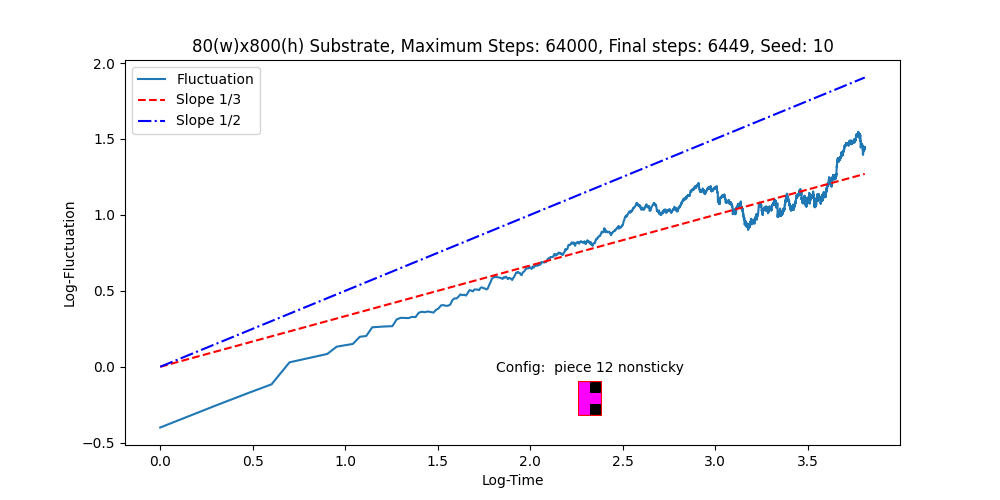 80(w)x800(h) Substrate, Maximum Steps: 64000, Final steps: 6449, Seed: 10
Fluctuation
Slope 1/3
Slope 1/2
2.0
1.5
1.0
0.5
0.0
−0.5
Log-Fluctuation
Config:  piece 12 nonsticky
0.0 0.5 1.0 1.5 2.0 2.5 3.0 3.5
Log-Time